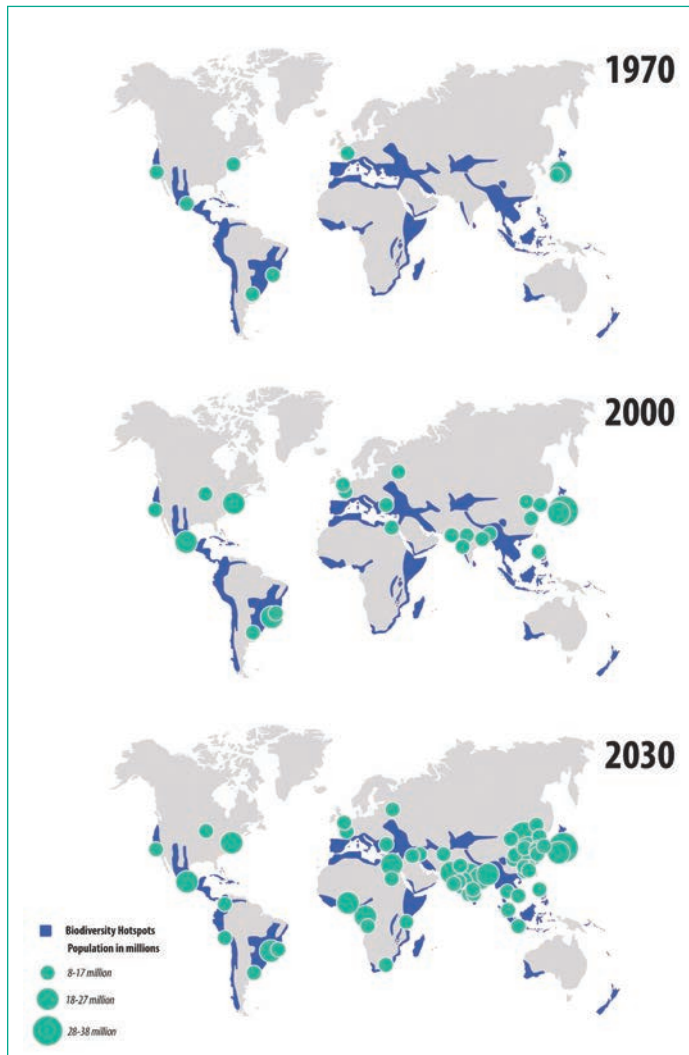 1970
2000
2030
Biodiversity Hotspots
Population in millions
8-17 million
18-27 million
28-38 million